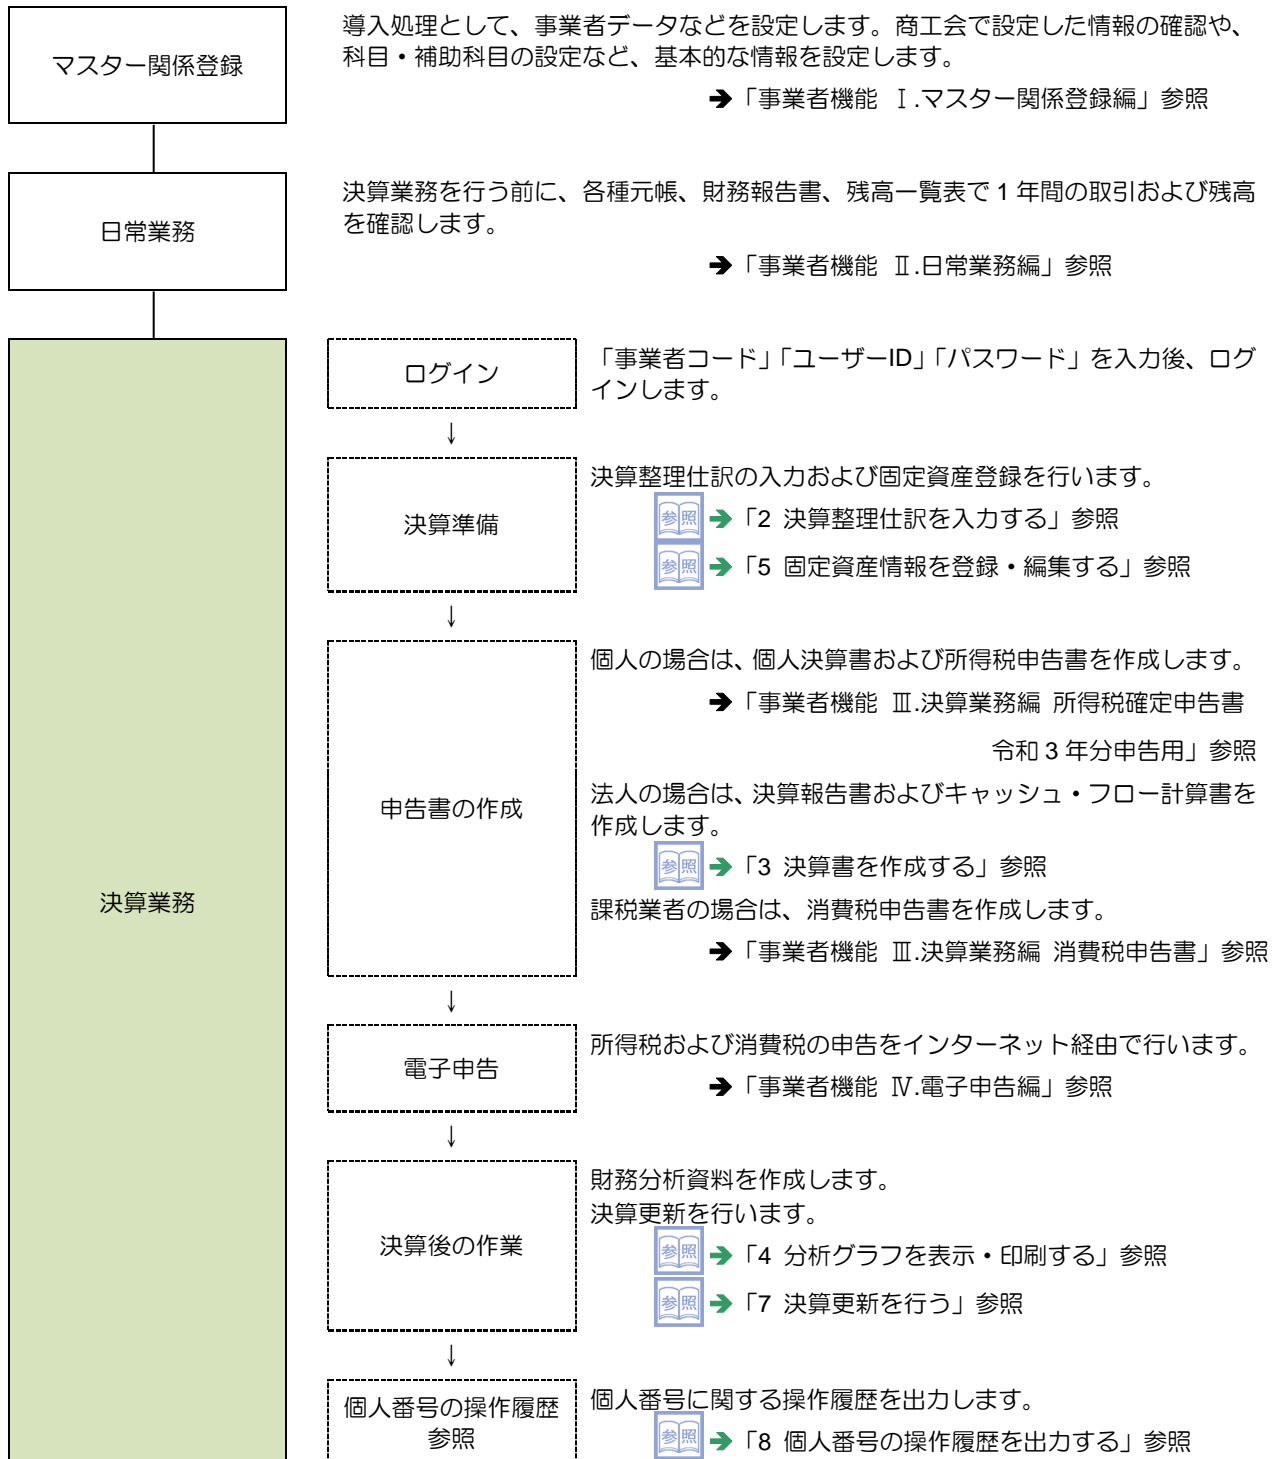 マスター関係登録
導入処理として、事業者データなどを設定します。商工会で設定した情報の確認や、
科目・補助科目の設定など、基本的な情報を設定します。
➔「事業者機能 Ⅰ.マスター関係登録編」参照
日常業務
決算業務を行う前に、各種元帳、財務報告書、残高一覧表で 1 年間の取引および残高
を確認します。
➔「事業者機能 Ⅱ.日常業務編」参照
決算業務
ログイン
「事業者コード」「ユーザーID」「パスワード」を入力後、ログ
インします。
↓
決算準備
決算整理仕訳の入力および固定資産登録を行います。
参照 ➔「2 決算整理仕訳を入力する」参照
参照 ➔「5 固定資産情報を登録・編集する」参照
↓
申告書の作成
個人の場合は、個人決算書および所得税申告書を作成します。
➔「事業者機能 Ⅲ.決算業務編 所得税確定申告書
令和 3 年分申告用」参照
法人の場合は、決算報告書およびキャッシュ・フロー計算書を
作成します。
参照 ➔「3 決算書を作成する」参照
課税業者の場合は、消費税申告書を作成します。
➔「事業者機能 Ⅲ.決算業務編 消費税申告書」参照
↓
電子申告
所得税および消費税の申告をインターネット経由で行います。
➔「事業者機能 Ⅳ.電子申告編」参照
↓
決算後の作業
財務分析資料を作成します。
決算更新を行います。
参照 ➔「4 分析グラフを表示・印刷する」参照
参照 ➔「7 決算更新を行う」参照
↓
個人番号の操作履歴
参照
個人番号に関する操作履歴を出力します。
参照 ➔「8 個人番号の操作履歴を出力する」参照